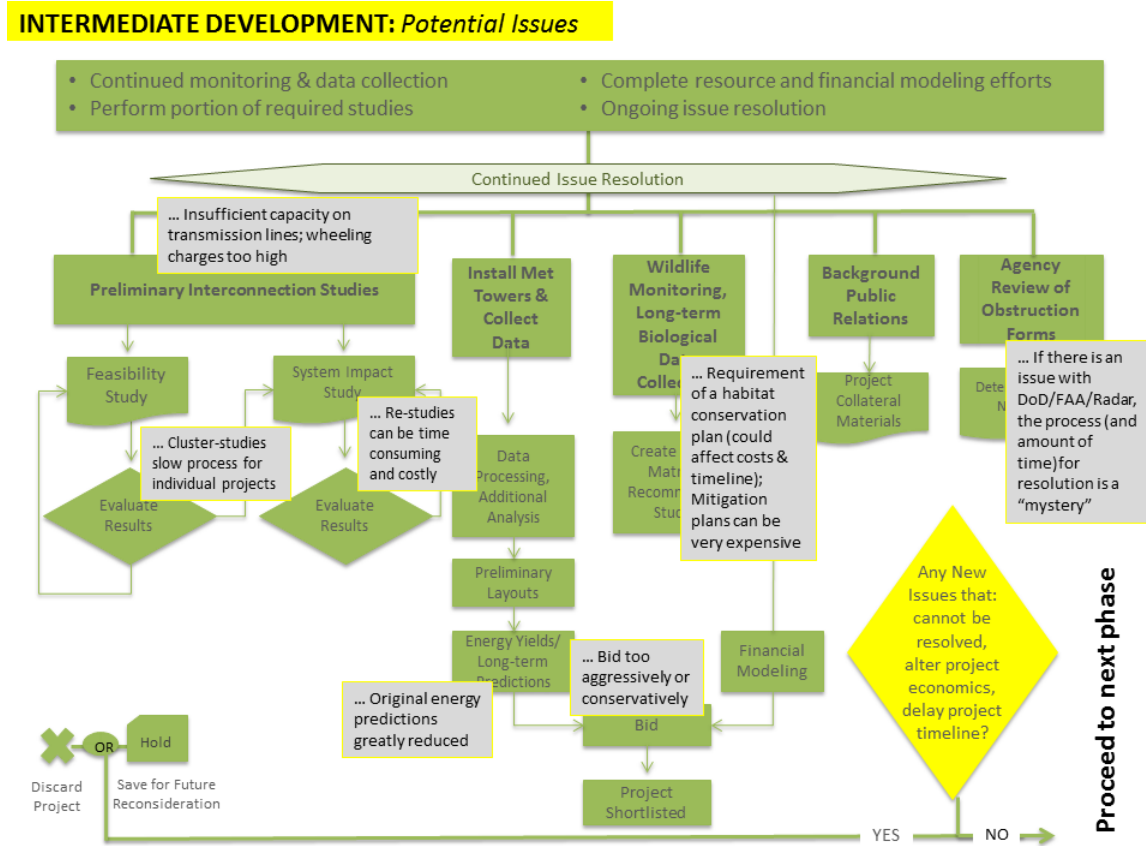 INTERMEDIATE DEVELOPMENT: Potential Issues
• Continued monitoring & data collection
• Perform portion of required studies
• Complete resource and financial modeling efforts
• Ongoing issue resolution
Continued Issue Resolution
... Insufficient capacity on
transmission lines; wheeling
charges too high
Preliminary Interconnection Studies
Install Met
Towers &
Collect
Data
Wildlife
Monitoring,
Long-term
Biological
Background
Public
Relations
Agency
Review of
Obstruction
Forms
Feasibility
Study
System Impact
Study
... Cluster-studies
slow process for
individual projects
... Re-studies
can be time
consuming
and costly
Evaluate
Results
Evaluate
Results
Data
Processing,
Additional
Analysis
Preliminary
Layouts
Energy Yields/
Long-term
Predictions
... Original energy
predictions
greatly reduced
Create
... Requirement
of a habitat
conservation
plan (could
affect costs &
timeline);
Mitigation
plans can be
very expensive
Project
Collateral
Materials
... If there is an
issue with
DoD/FAA/Radar,
the process (and
amount of
time)for
resolution is a
“mystery”
... Bid too
aggressively or
conservatively
Financial
Modeling
Bid
Project
Shortlisted
Any New
Issues that:
cannot be
resolved,
alter project
economics,
delay project
timeline?
Proceed to next phase
OR
Hold
Discard
Project
Save for Future
Reconsideration
YES
NO